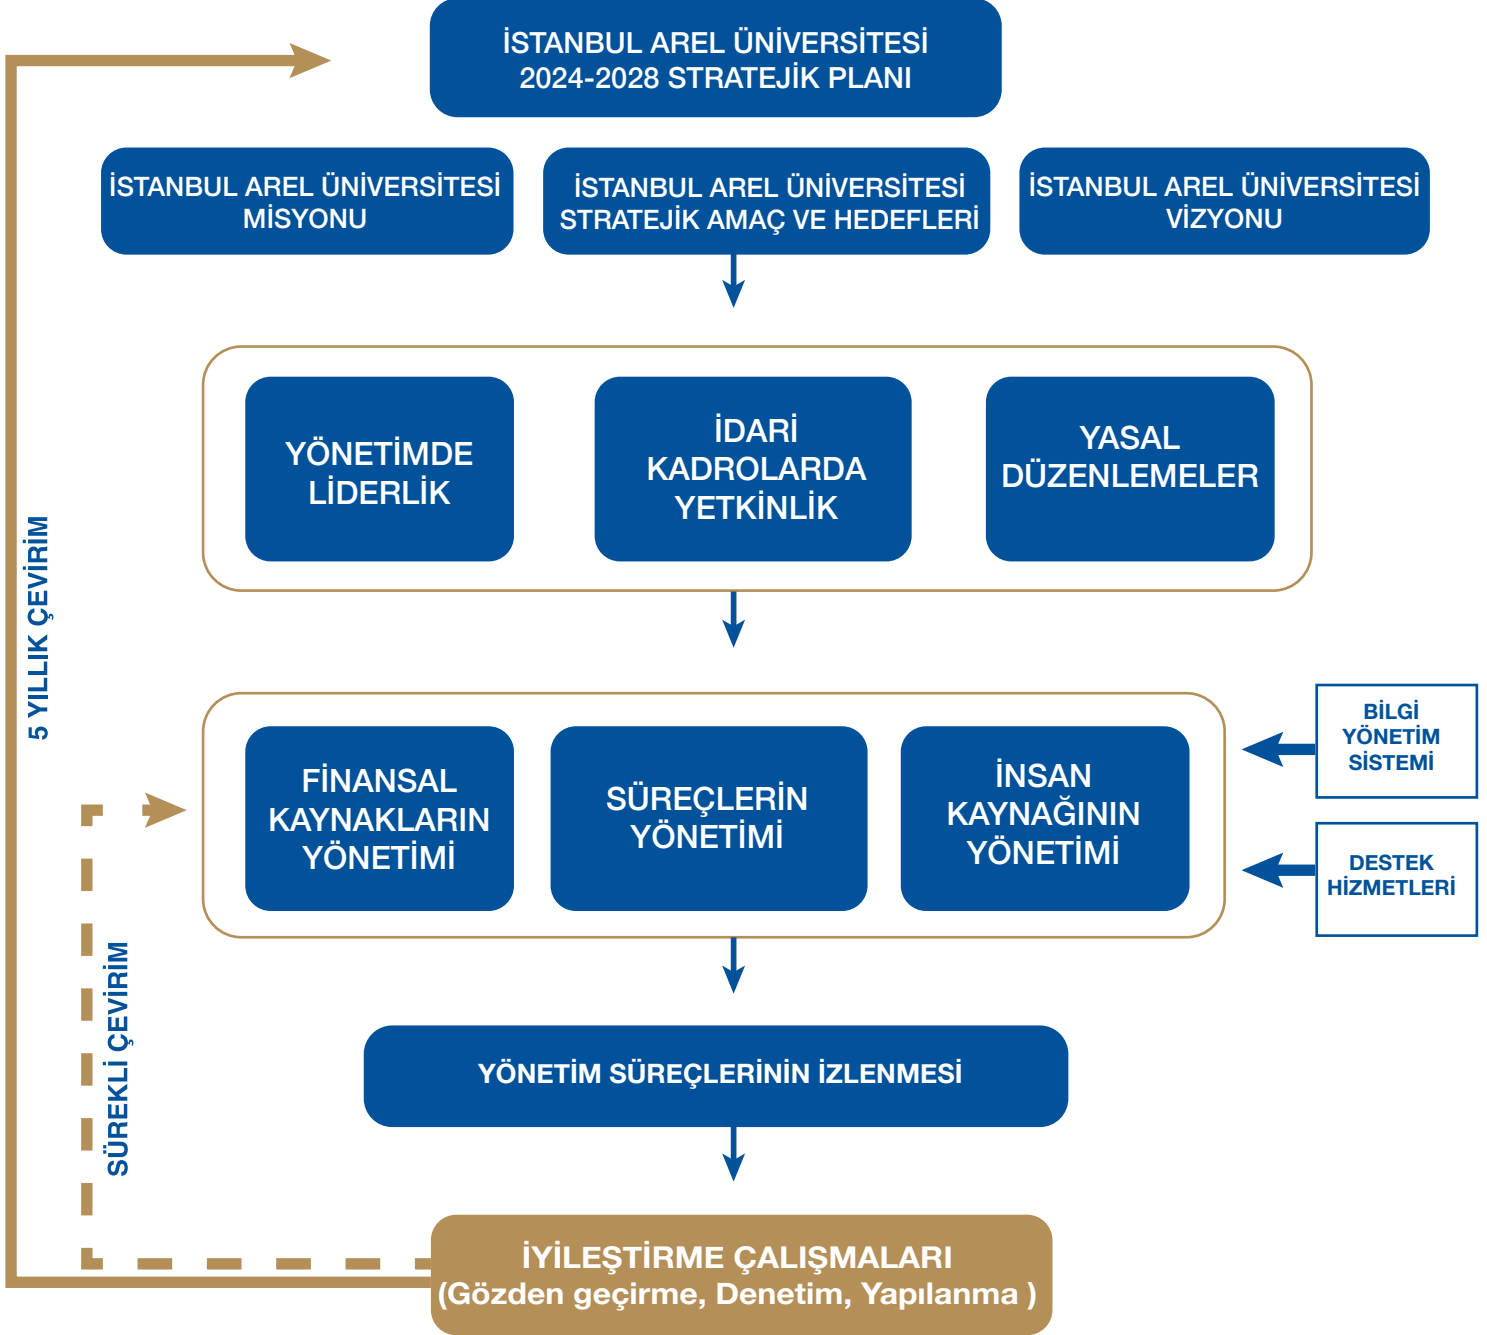 İSTANBUL AREL ÜNİVERSİTESİ
2024-2028 STRATEJİK PLANI
İSTANBUL AREL ÜNİVERSİTESİ
MİSYONU
İSTANBUL AREL ÜNİVERSİTESİ
STRATEJİK AMAÇ VE HEDEFLERİ
İSTANBUL AREL ÜNİVERSİTESİ
VİZYONU
YÖNETİMDE
LİDERLİK
İDARİ
KADROLARDA
YETKİNLİK
YASAL
DÜZENLEMELER
5 YILLIK ÇEVİRİM
FİNANSAL
KAYNAKLARIN
YÖNETİMİ
SÜREÇLERİN
YÖNETİMİ
İNSAN
KAYNAĞININ
YÖNETİMİ
BİLGİ
YÖNETİM
SİSTEMİ
DESTEK
HİZMETLERİ
SÜREKLİ ÇEVİRİM
YÖNETİM SÜREÇLERİNİN İZLENMESİ
İYİLEŞTİRME ÇALIŞMALARI
(Gözden geçirme, Denetim, Yapılanma )